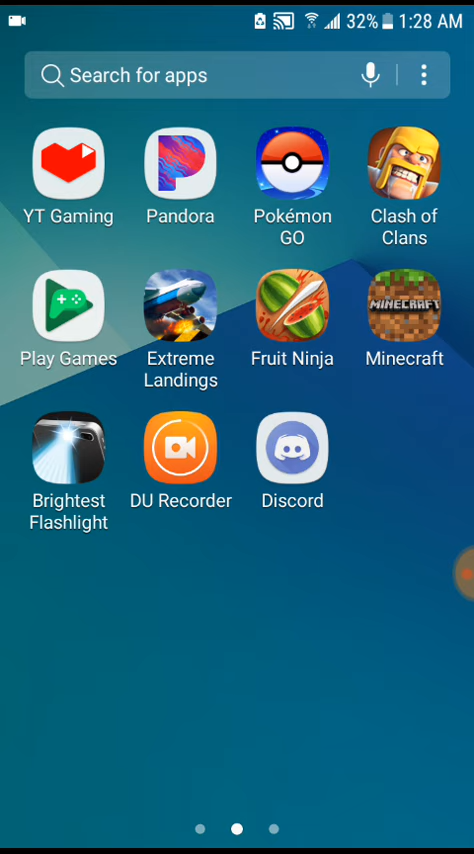 32% 1:28 AM
Search for apps
YT Gaming
Pandora
Pokémon
GO
Clash of
Clans
Play Games
Extreme
Landings
Fruit Ninja
MINECRAFT
Minecraft
Brightest
Flashlight
DU Recorder
Discord